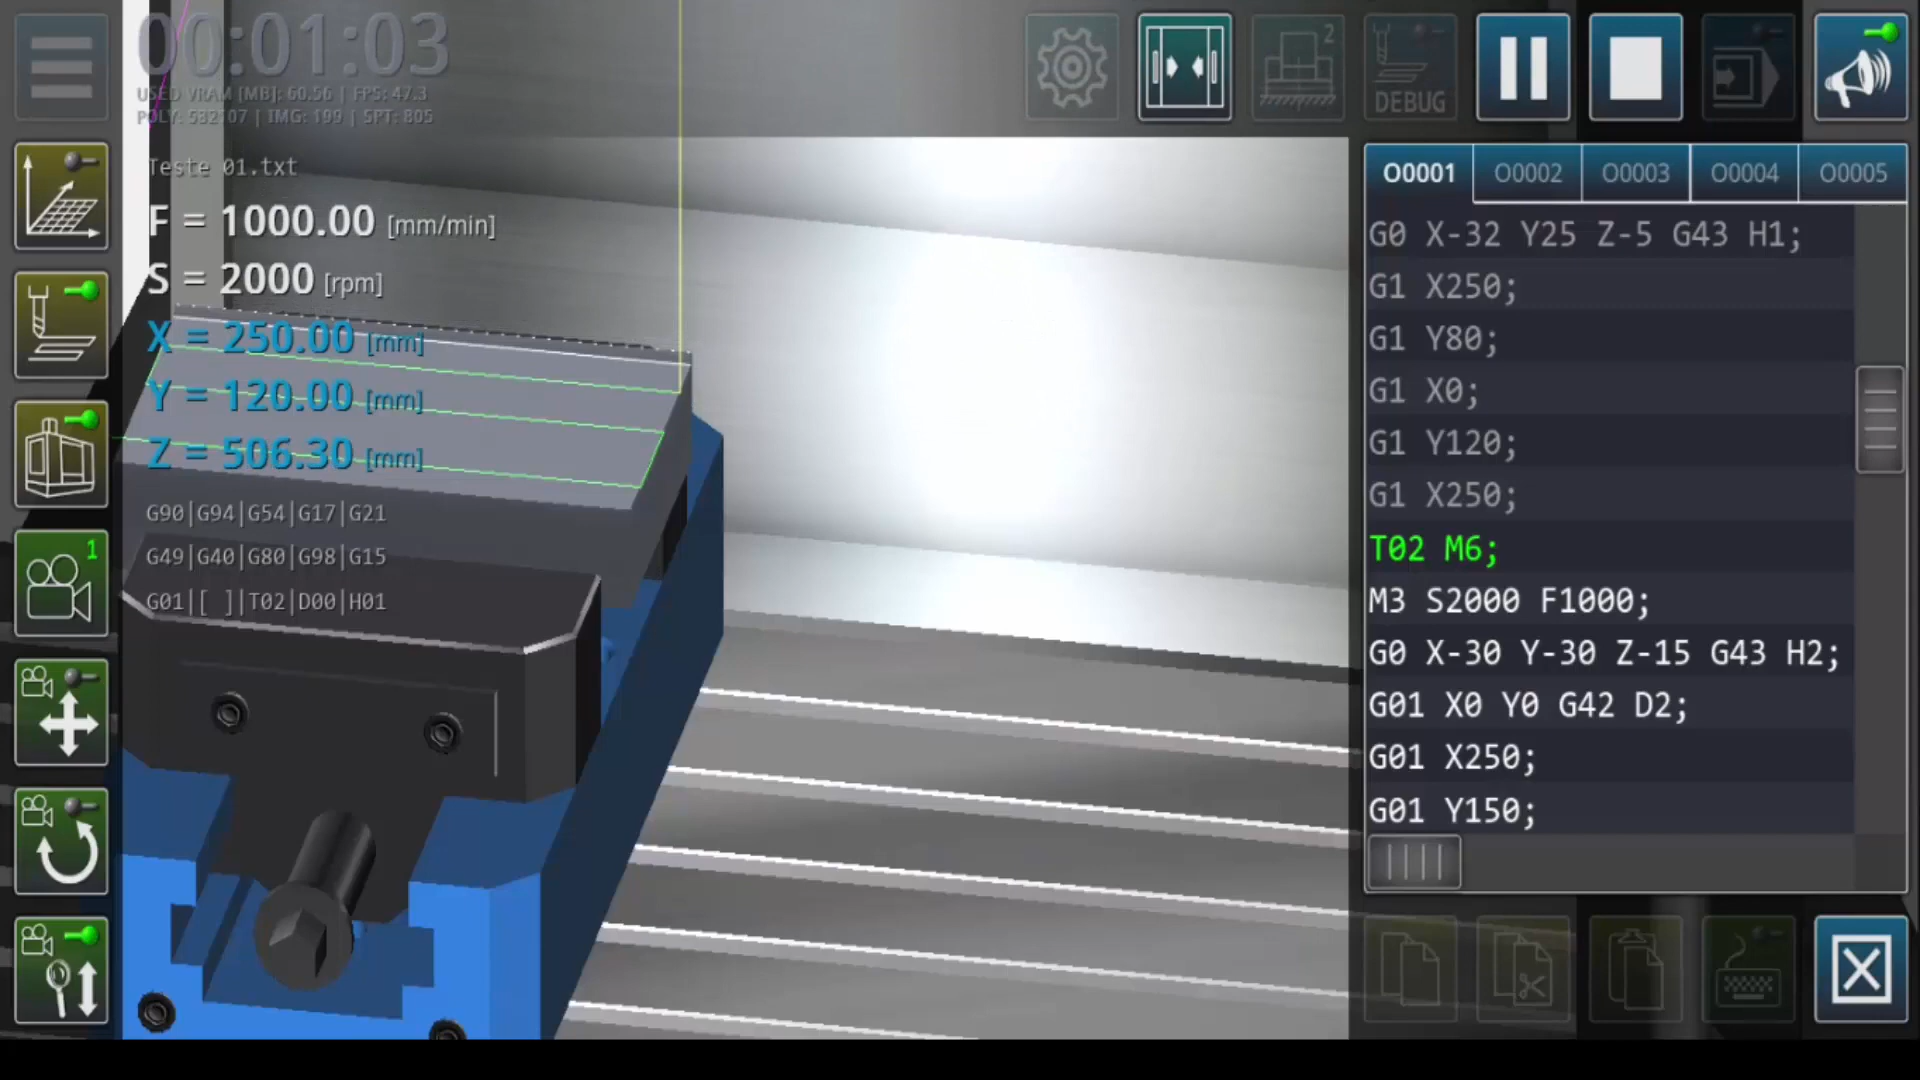 00:01:03
USED VRAM [MB]: 60.56 | FPS: 47.3
POLY: 532107 | IMG: 199 | SPT: 805
Teste 01.txt
F = 1000.00 [mm/min]
S = 2000 [rpm]
X = 250.00 [mm]
Y = 120.00 [mm]
Z = 506.30 [mm]
G90|G94|G54|G17|G21
G49|G40|G80|G98|G15
G01|[ ]|T02|D00|H01
1
2
DEBUG
O0001 O0002 O0003 O0004 O0005
G0 X-32 Y25 Z-5 G43 H1;
G1 X250;
G1 Y80;
G1 X0;
G1 Y120;
G1 X250;
T02 M6;
M3 S2000 F1000;
G0 X-30 Y-30 Z-15 G43 H2;
G01 X0 Y0 G42 D2;
G01 X250;
G01 Y150;